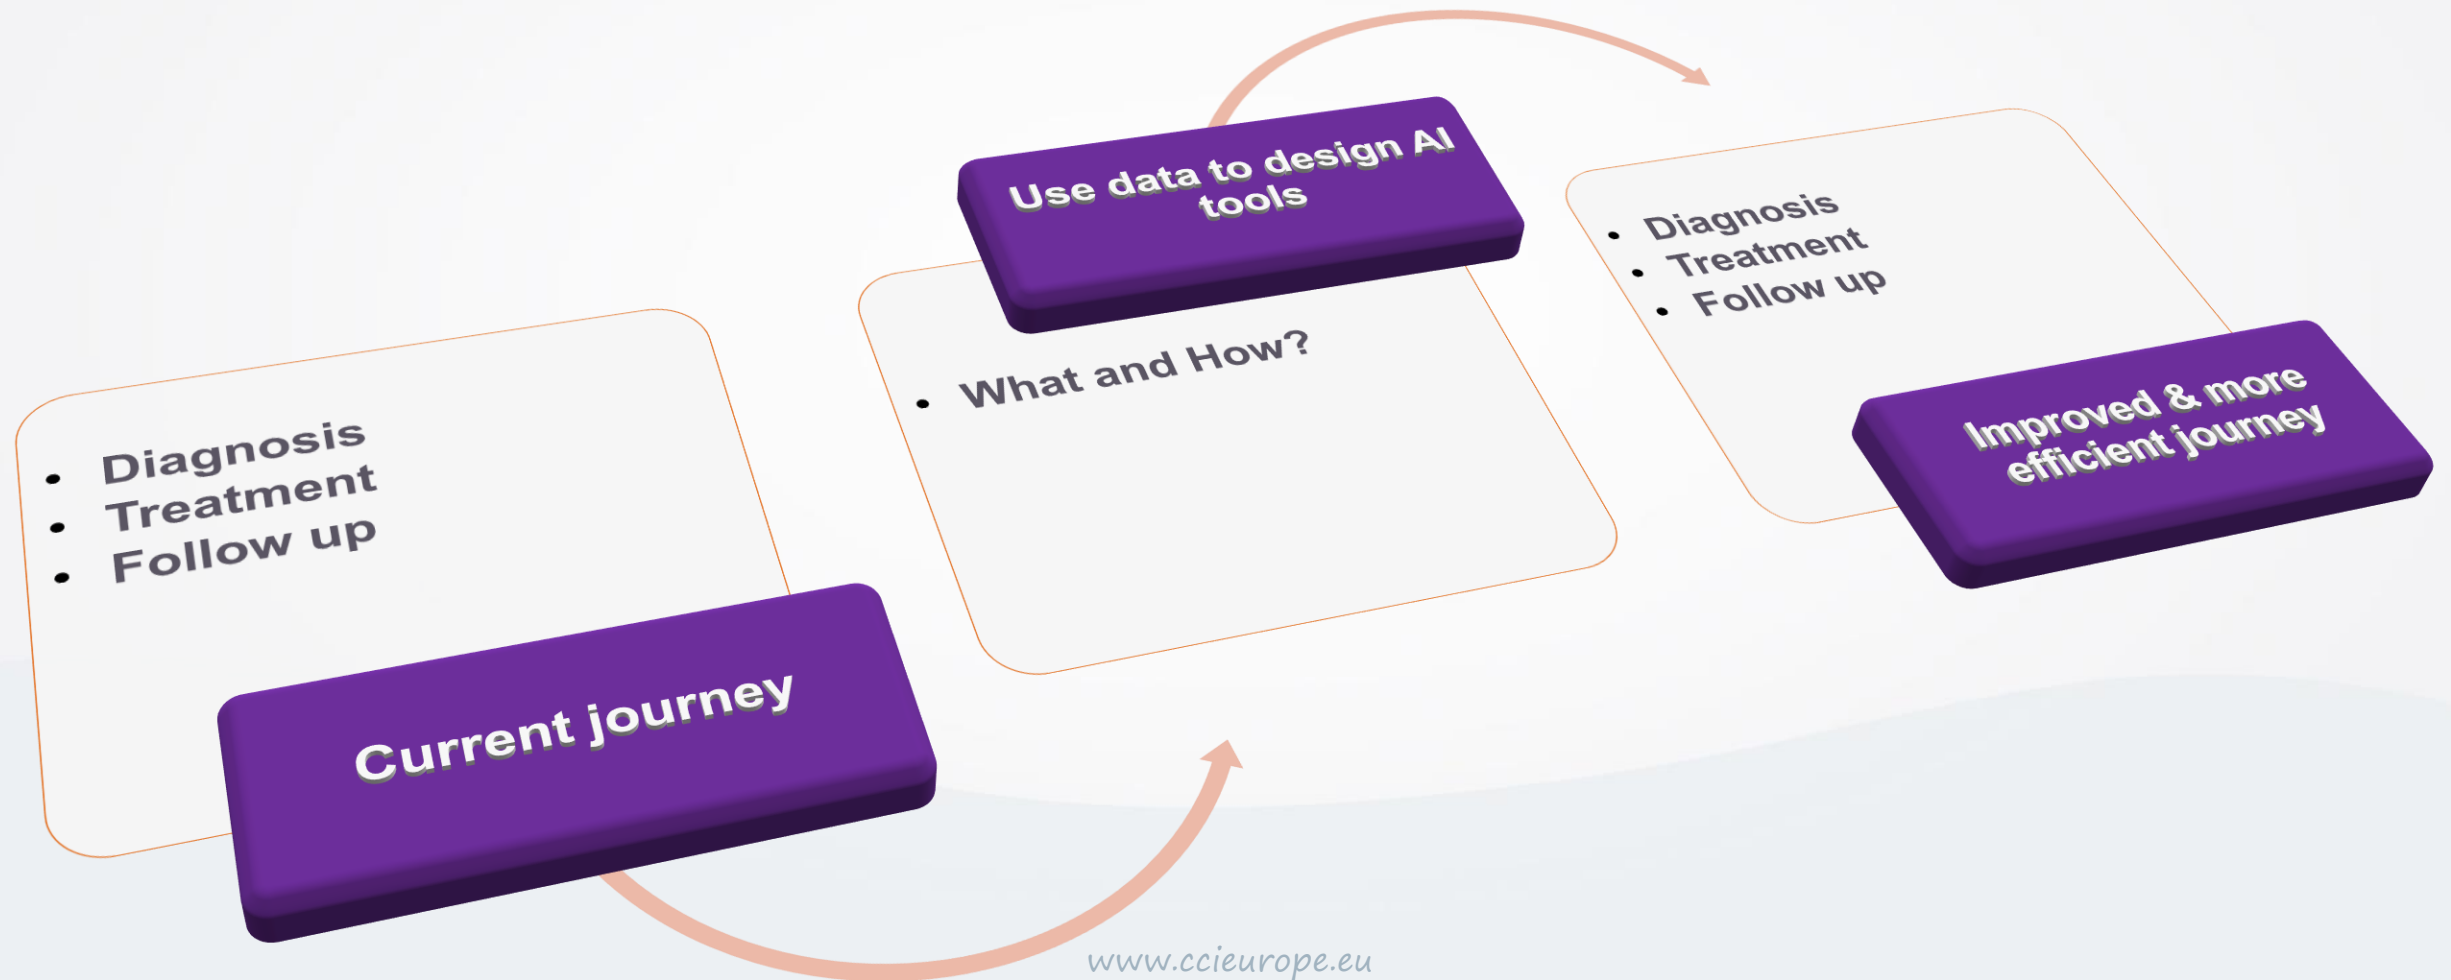 Diagnosis
Treatment
Follow up
Current journey
Use data to design AI
tools
What and How?
Diagnosis
Treatment
Follow up
Improved & more
efficient journey
www.ccieurope.eu